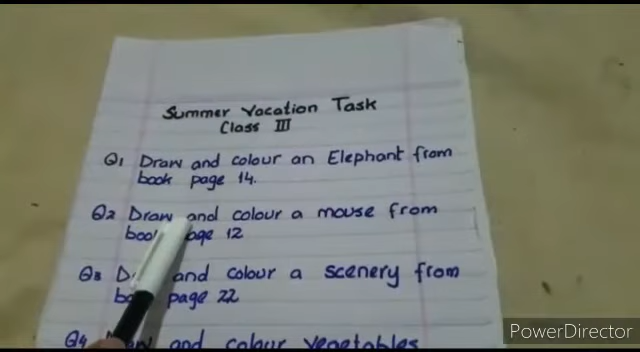 Summer Vacation Task
Class III
Q1 Draw and colour an Elephant from
book page 14.
Q2 Draw and colour a mouse from
book page 12
Q3 and colour a scenery from
page 22
Q4 and colour vegetables
PowerDirector